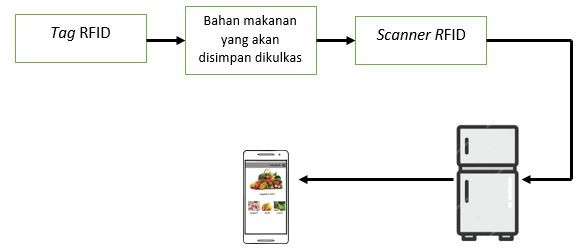 Tag RFID
Bahan makanan
yang akan
disimpan dikulkas
Scanner RFID